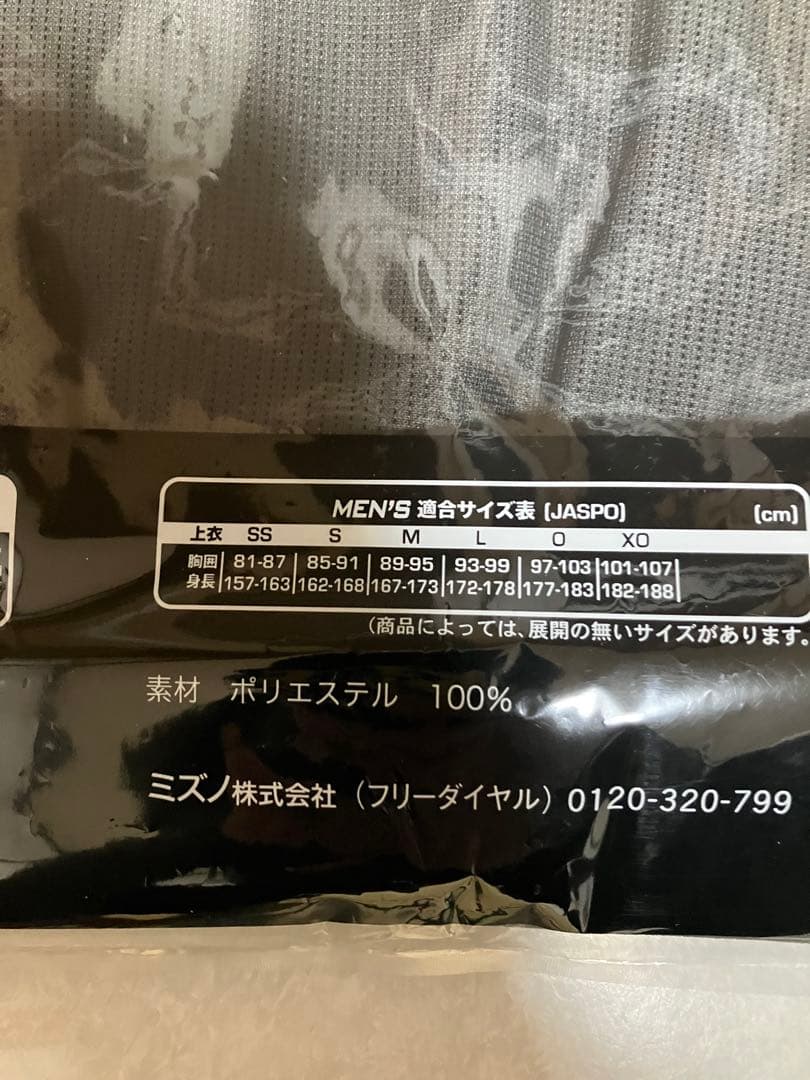 MEN'S 適合サイズ表 (JASPO) (cm)
上衣 SS S M L O XO
胸囲 81-87 85-91 89-95 93-99 97-103 101-107
身長 157-163 162-168 167-173 172-178 177-183 182-188
(商品によっては、展開の無いサイズがあります。
素材 ポリエステル 100%
ミズノ株式会社 (フリーダイヤル) 0120-320-799